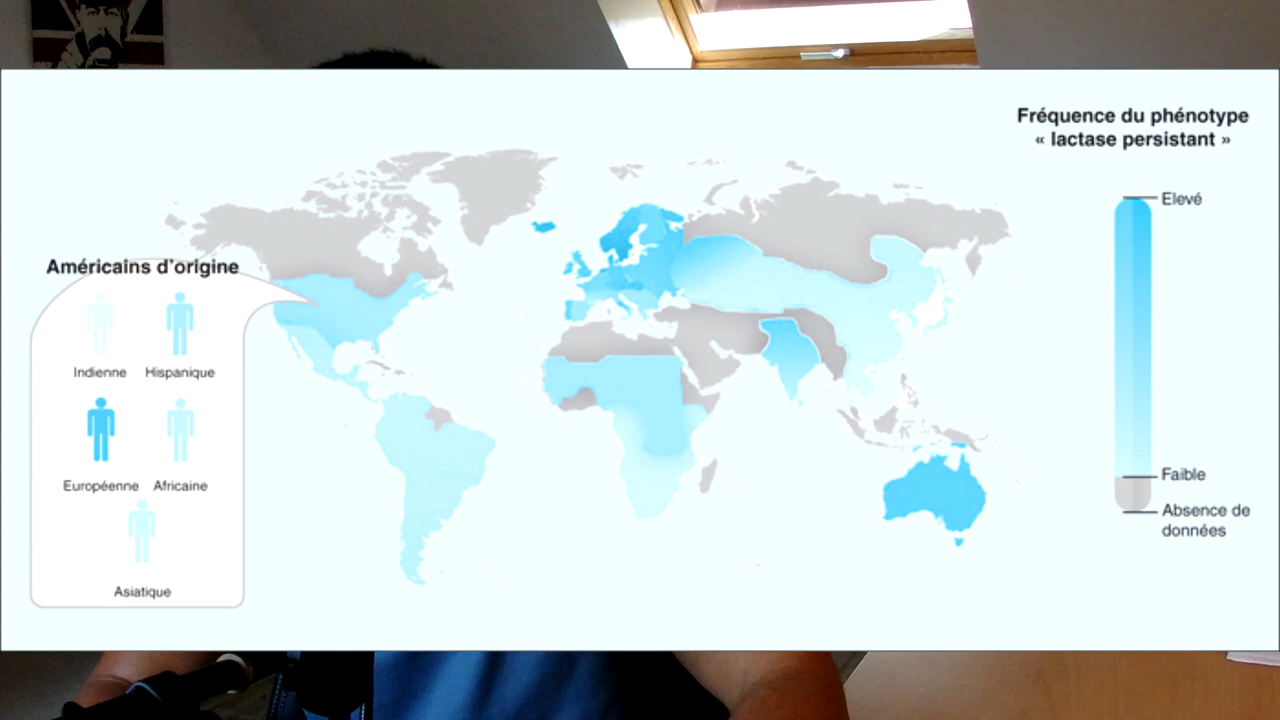 Fréquence du phénotype
« lactase persistant »
Elevé
Faible
Absence de
données
Américains d'origine
Indienne
Hispanique
Européenne
Africaine
Asiatique